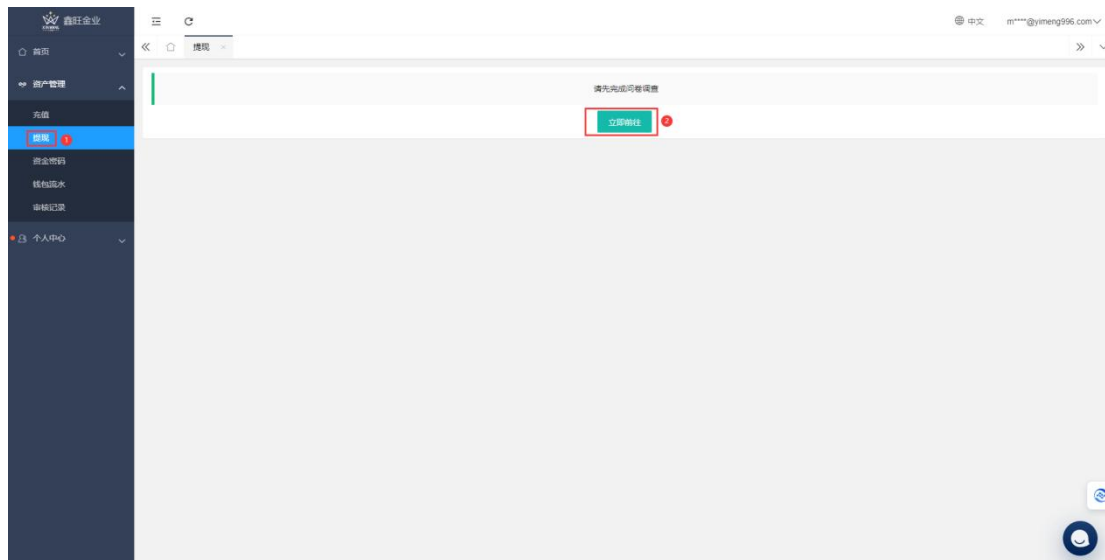 鑫旺金业
中文
m****@yimeng996.com
首页
提现
资产管理
请先完成问卷调查
充值
立即前往
2
提现
1
资金密码
钱包流水
审核记录
个人中心